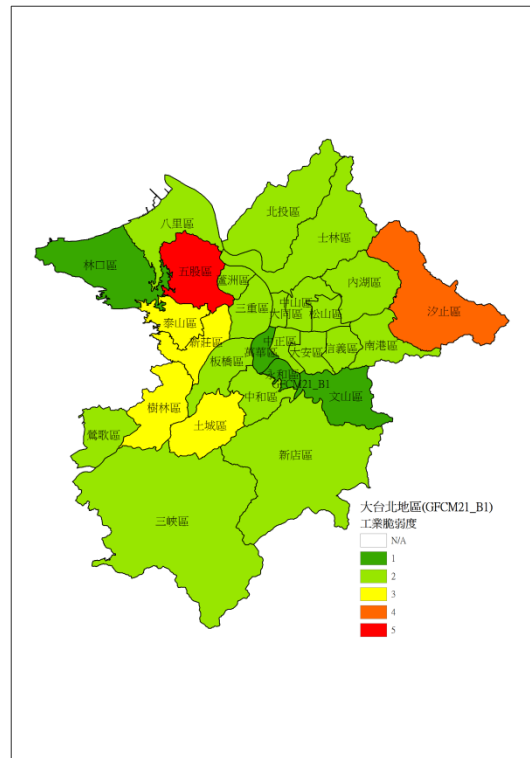 北投區
八里區
士林區
林口區
五股區
蘆洲區
內湖區
汐止區
三重區
中山區
大同區
松山區
泰山區
新莊區
中正區
萬華區
大安區
信義區
南港區
板橋區
永和區
GFCM21_B1
文山區
中和區
樹林區
土城區
鶯歌區
新店區
三峽區
大台北地區(GFCM21_B1)
工業脆弱度
N/A
1
2
3
4
5